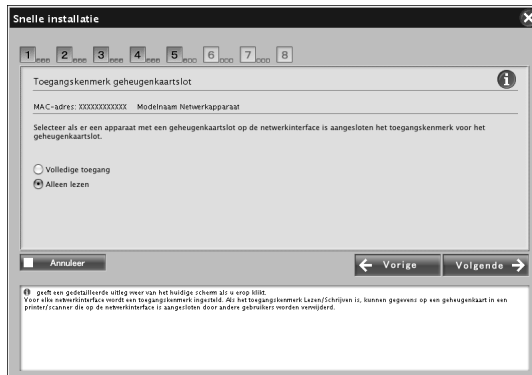 Snelle installatie
1 2 3 4 5 6 7 8
Toegangskenmerk geheugenkaartslot
MAC-adres: XXXXXXXXXXXX Modelnaam Netwerkapparaat
Selecteer als er een apparaat met een geheugenkaartslot op de netwerkinterface is aangesloten het toegangskenmerk voor het
geheugenkaartslot.
Volledige toegang
Alleen lezen
Annuleer
Vorige
Volgende
geeft een gedetailleerde uitleg weer van het huidige scherm als u erop klikt.
Voor elke netwerkinterface wordt een toegangskenmerk ingesteld. Als het toegangskenmerk Lezen/Schrijven is, kunnen gegevens op een geheugenkaart in een
printer/scanner die op de netwerkinterface is aangesloten door andere gebruikers worden verwijderd.